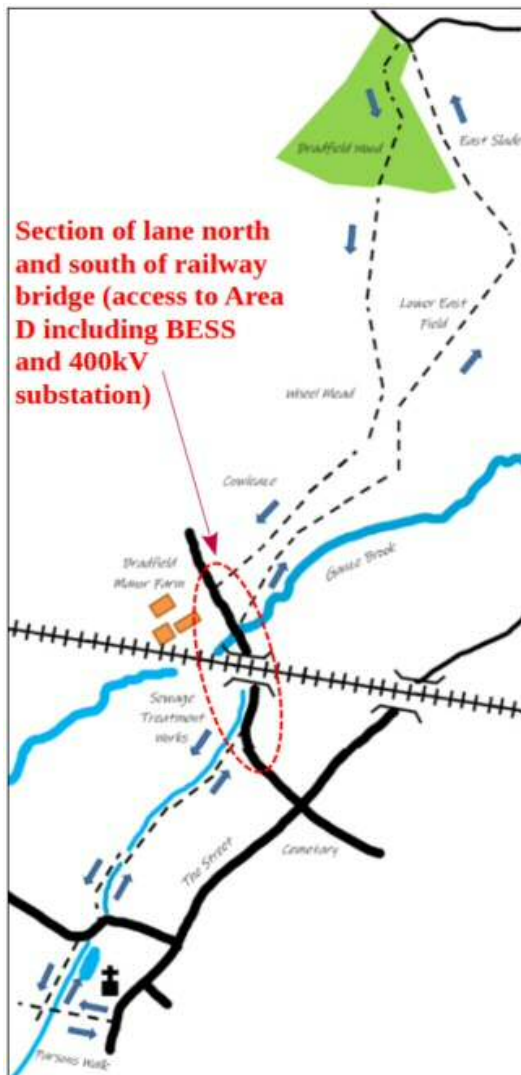 East Slade
Bradfield Wood
Section of lane north
and south of railway
bridge (access to Area
D including BESS
and 400kV
substation)
Lower East
Field
Wheel Mead
Cowleaze
Gauze Brook
Bradfield
Manor Farm
Sewage
Treatment
Works
The Street
Cemetary
Parsons Walk